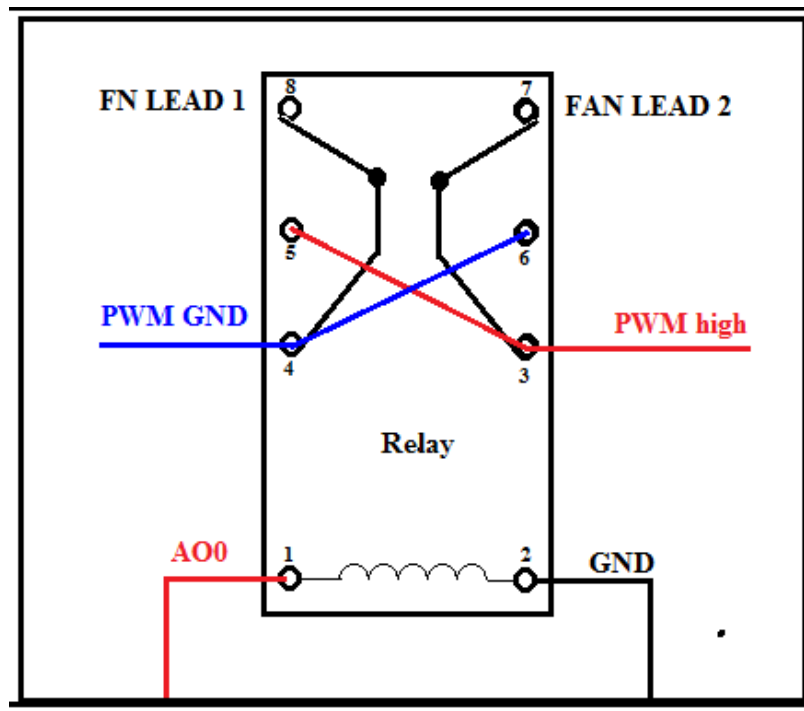 8
7
FN LEAD 1
FAN LEAD 2
5
6
PWM GND
PWM high
4
3
Relay
AO0
1
2
GND